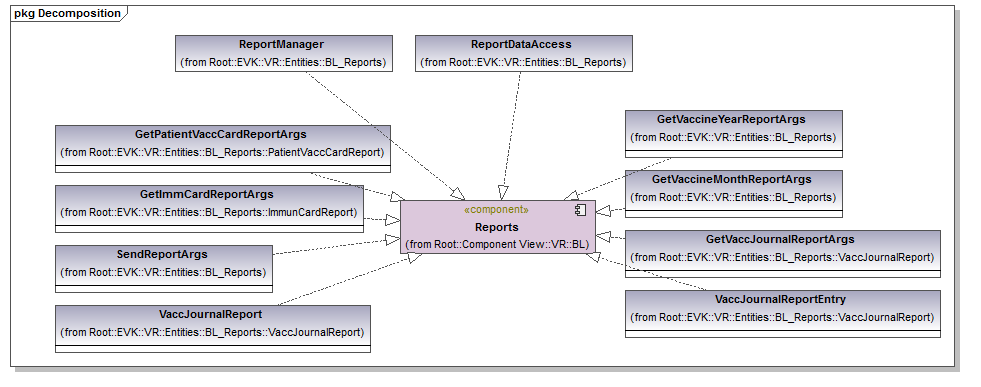 pkg Decomposition
ReportManager
(from Root::EVK::VR::Entities::BL_Reports)
ReportDataAccess
(from Root::EVK::VR::Entities::BL_Reports)
GetPatientVaccCardReportArgs
(from Root::EVK::VR::Entities::BL_Reports::PatientVaccCardReport)
GetImmCardReportArgs
(from Root::EVK::VR::Entities::BL_Reports::ImmunCardReport)
SendReportArgs
(from Root::EVK::VR::Entities::BL_Reports)
VaccJournalReport
(from Root::EVK::VR::Entities::BL_Reports::VaccJournalReport)
«component»
Reports
(from Root::Component View::VR::BL)
GetVaccineYearReportArgs
(from Root::EVK::VR::Entities::BL_Reports)
GetVaccineMonthReportArgs
(from Root::EVK::VR::Entities::BL_Reports)
GetVaccJournalReportArgs
(from Root::EVK::VR::Entities::BL_Reports::VaccJournalReport)
VaccJournalReportEntry
(from Root::EVK::VR::Entities::BL_Reports::VaccJournalReport)